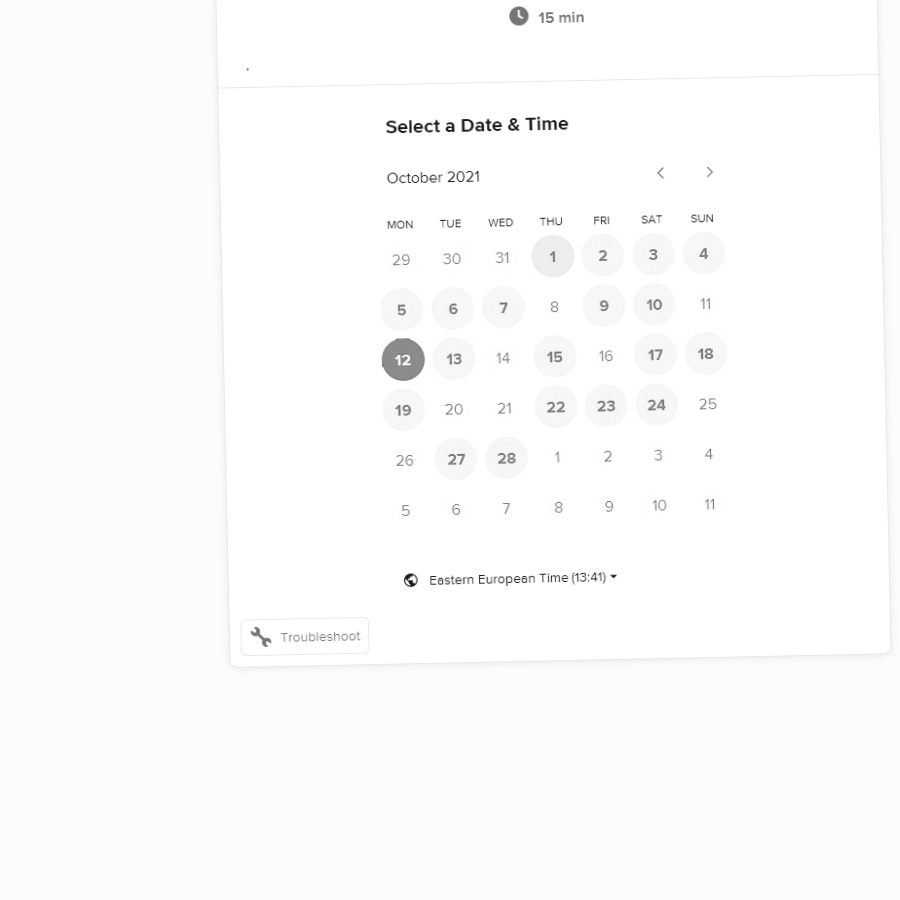 15 min
.
Select a Date & Time
October 2021
MON TUE WED THU FRI SAT SUN
29 30 31 1 2 3 4
5 6 7 8 9 10 11
12 13 14 15 16 17 18
19 20 21 22 23 24 25
26 27 28 1 2 3 4
5 6 7 8 9 10 11
Eastern European Time (13:41)
Troubleshoot